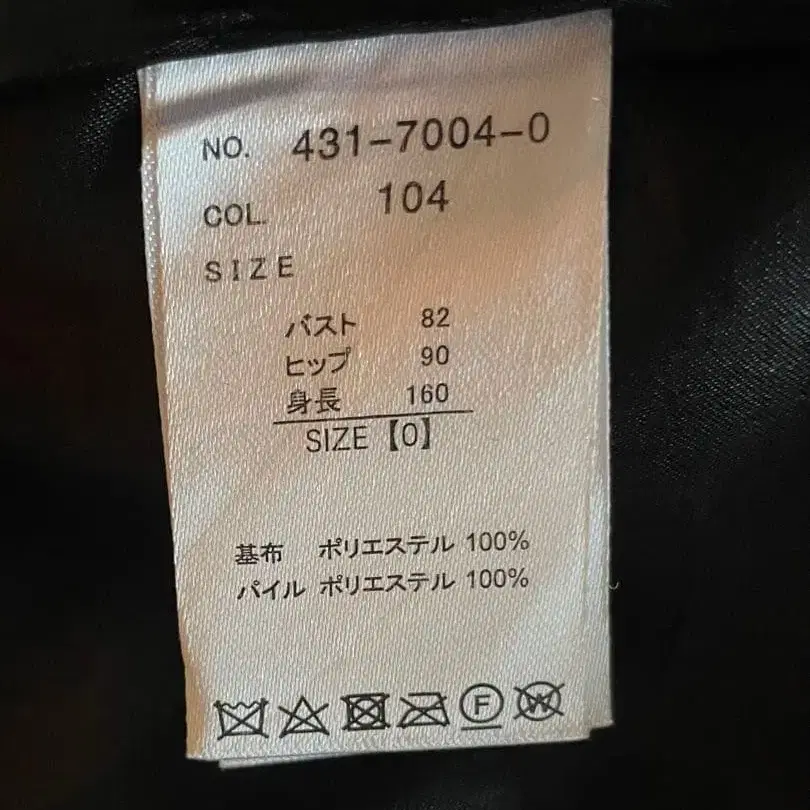 NO. 431-7004-0
COL. 104
SIZE
バスト 82
ヒップ 90
身長 160
SIZE【0】
基布 ポリエステル 100%
パイル ポリエステル 100%
F W